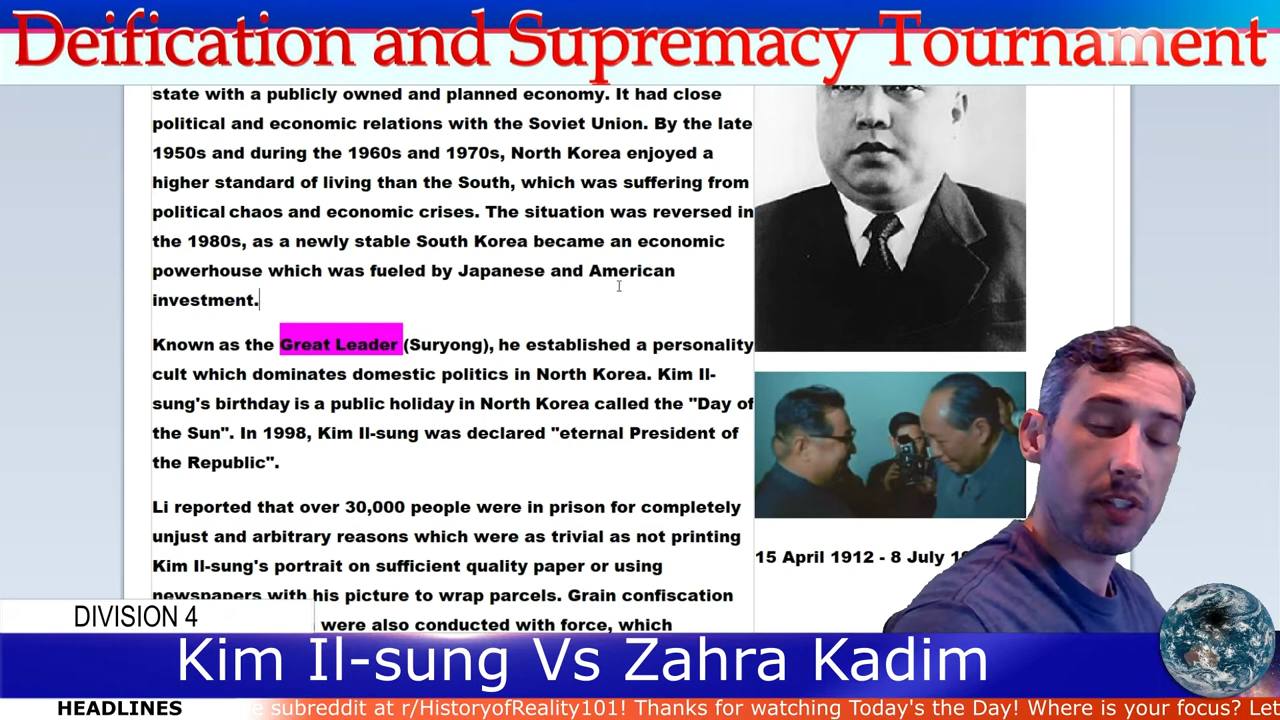 Deification and Supremacy Tournament
state with a publicly owned and planned economy. It had close
political and economic relations with the Soviet Union. By the late
1950s and during the 1960s and 1970s, North Korea enjoyed a
higher standard of living than the South, which was suffering from
political chaos and economic crises. The situation was reversed in
the 1980s, as a newly stable South Korea became an economic
powerhouse which was fueled by Japanese and American
investment.
Known as the Great Leader (Suryong), he established a personality
cult which dominates domestic politics in North Korea. Kim Il-
sung's birthday is a public holiday in North Korea called the "Day of
the Sun". In 1998, Kim Il-sung was declared "eternal President of
the Republic".
Li reported that over 30,000 people were in prison for completely
unjust and arbitrary reasons which were as trivial as not printing
Kim Il-sung's portrait on sufficient quality paper or using
newspapers with his picture to wrap parcels. Grain confiscation
were also conducted with force, which
15 April 1912 - 8 July
DIVISION 4
Kim Il-sung Vs Zahra Kadim
HEADLINES
subreddit at r/HistoryofReality101! Thanks for watching Today's the Day! Where is your focus? Let